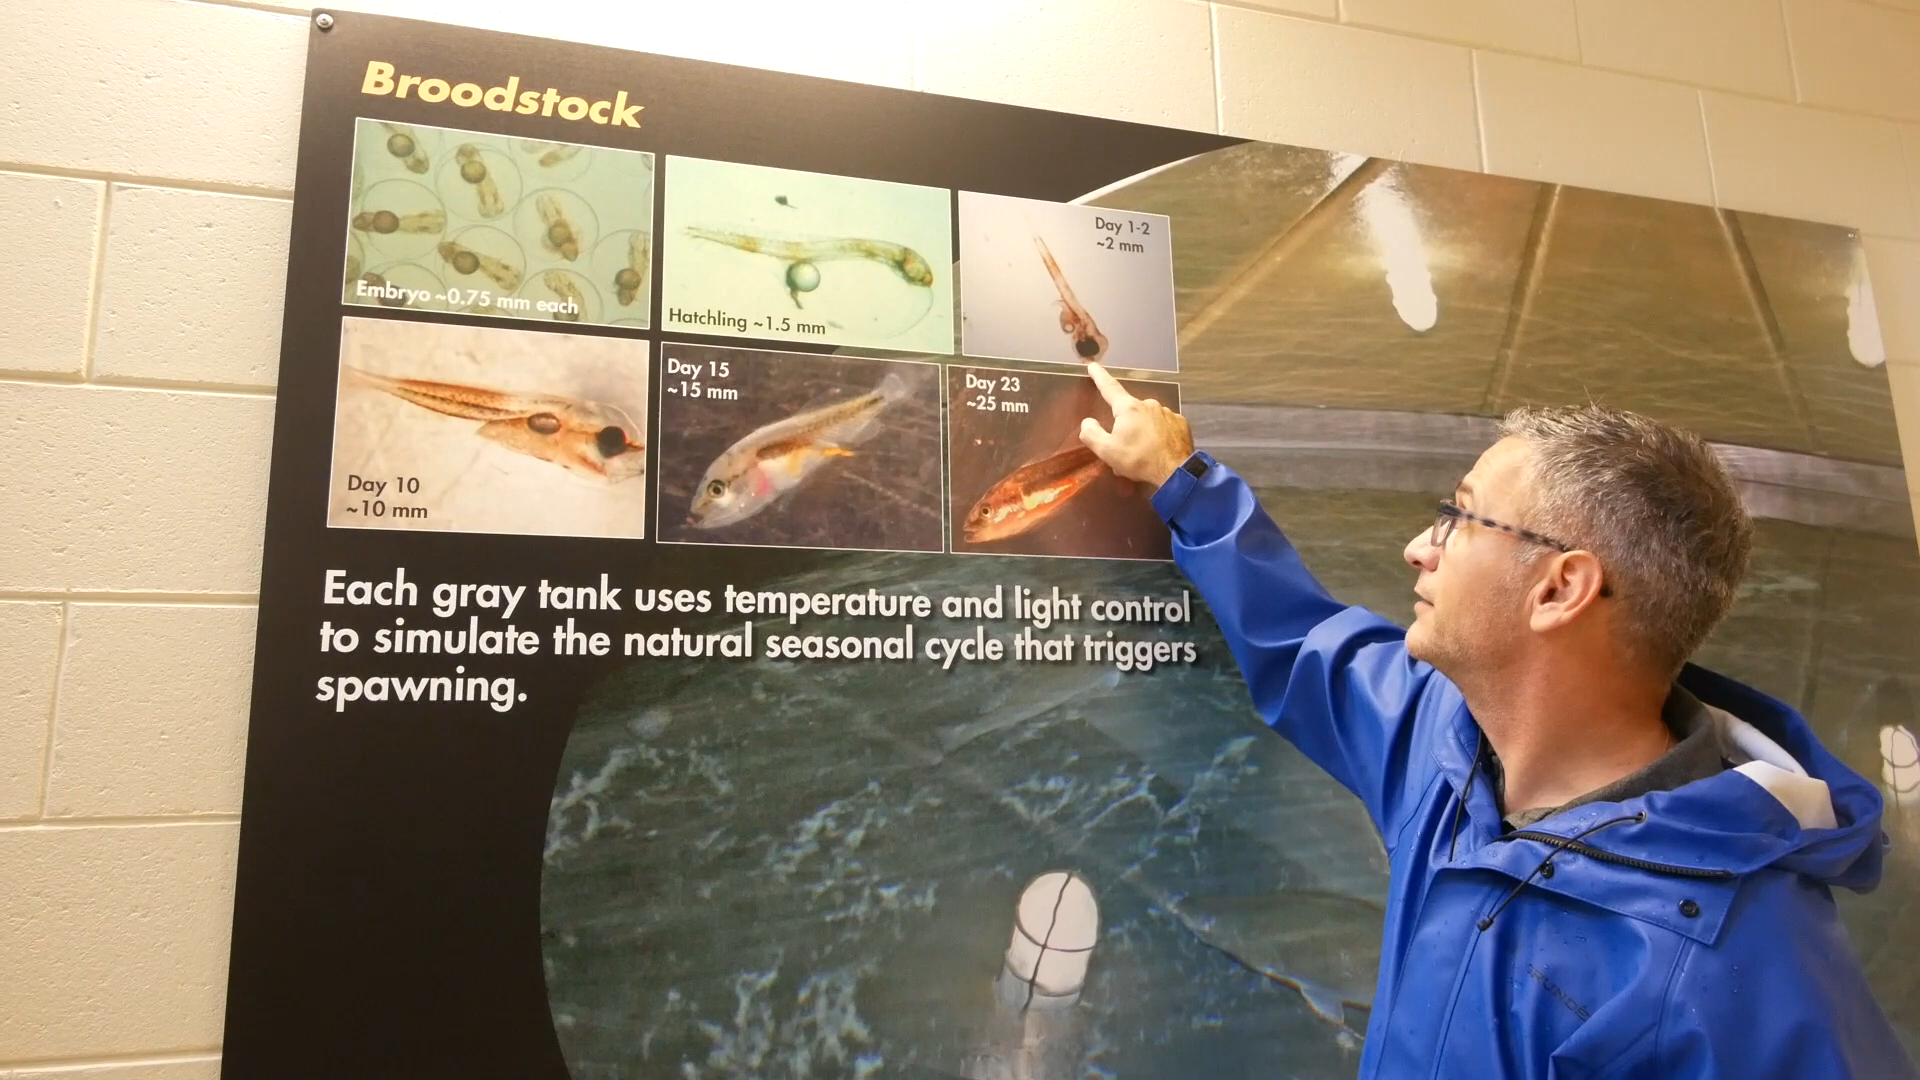 Broodstock
Embryo ~0.75 mm each
Hatchling ~1.5 mm
Day 1-2
~2 mm
Day 10
~10 mm
Day 15
~15 mm
Day 23
~25 mm
Each gray tank uses temperature and light control
to simulate the natural seasonal cycle that triggers
spawning.